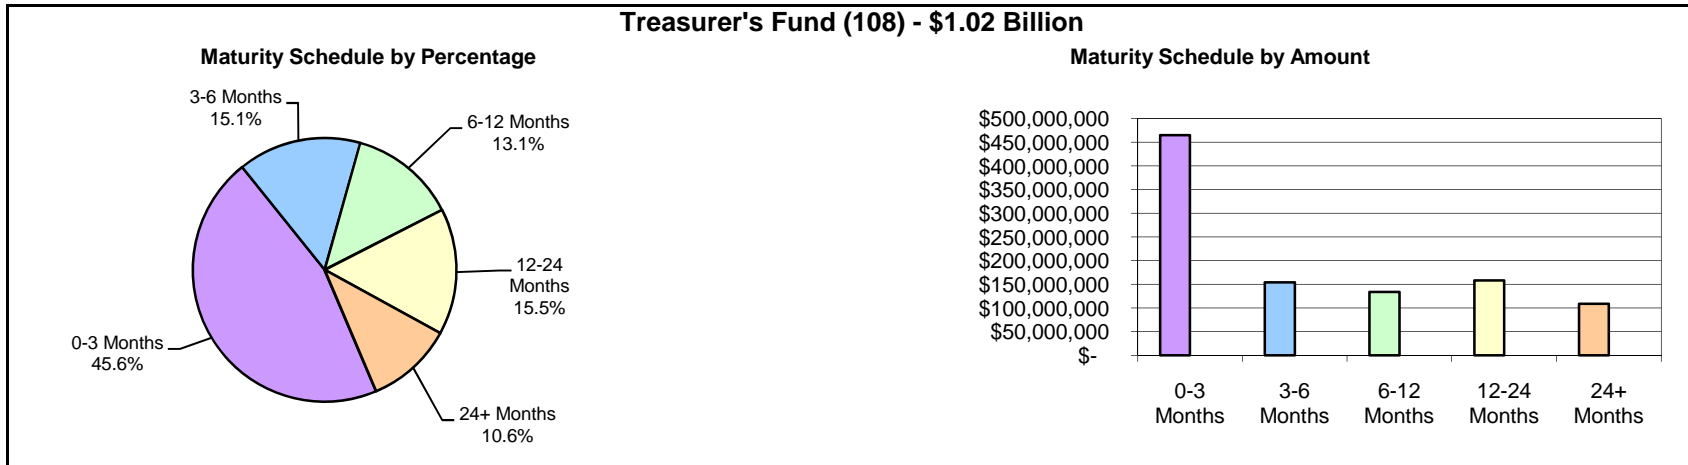 Treasurer's Fund (108) - $1.02 Billion
Maturity Schedule by Percentage
3-6 Months
15.1%
6-12 Months
13.1%
12-24
Months
15.5%
0-3 Months
45.6%
24+ Months
10.6%
Maturity Schedule by Amount
$500,000,000
$450,000,000
$400,000,000
$350,000,000
$300,000,000
$250,000,000
$200,000,000
$150,000,000
$100,000,000
$50,000,000
$-
0-3
Months
3-6
Months
6-12
Months
12-24
Months
24+
Months